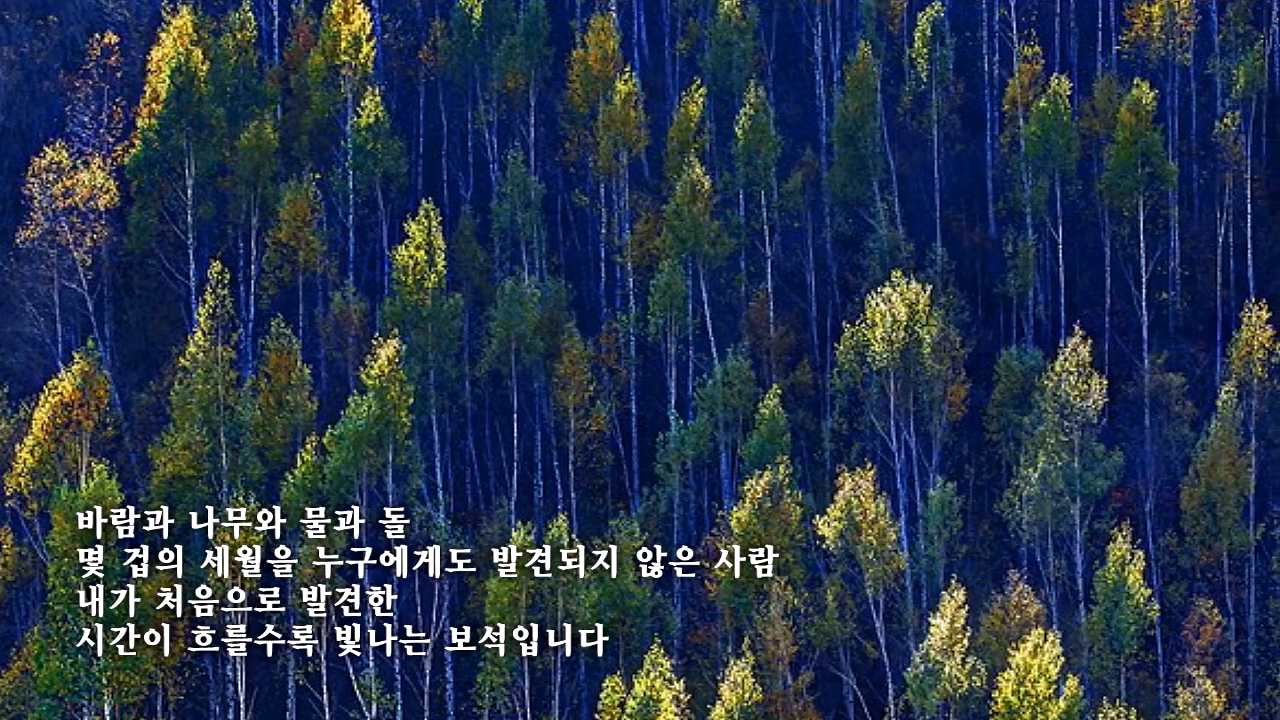 바람과 나무와 물과 돌
몇 겁의 세월을 누구에게도 발견되지 않은 사람
내가 처음으로 발견한
시간이 흐를수록 빛나는 보석입니다